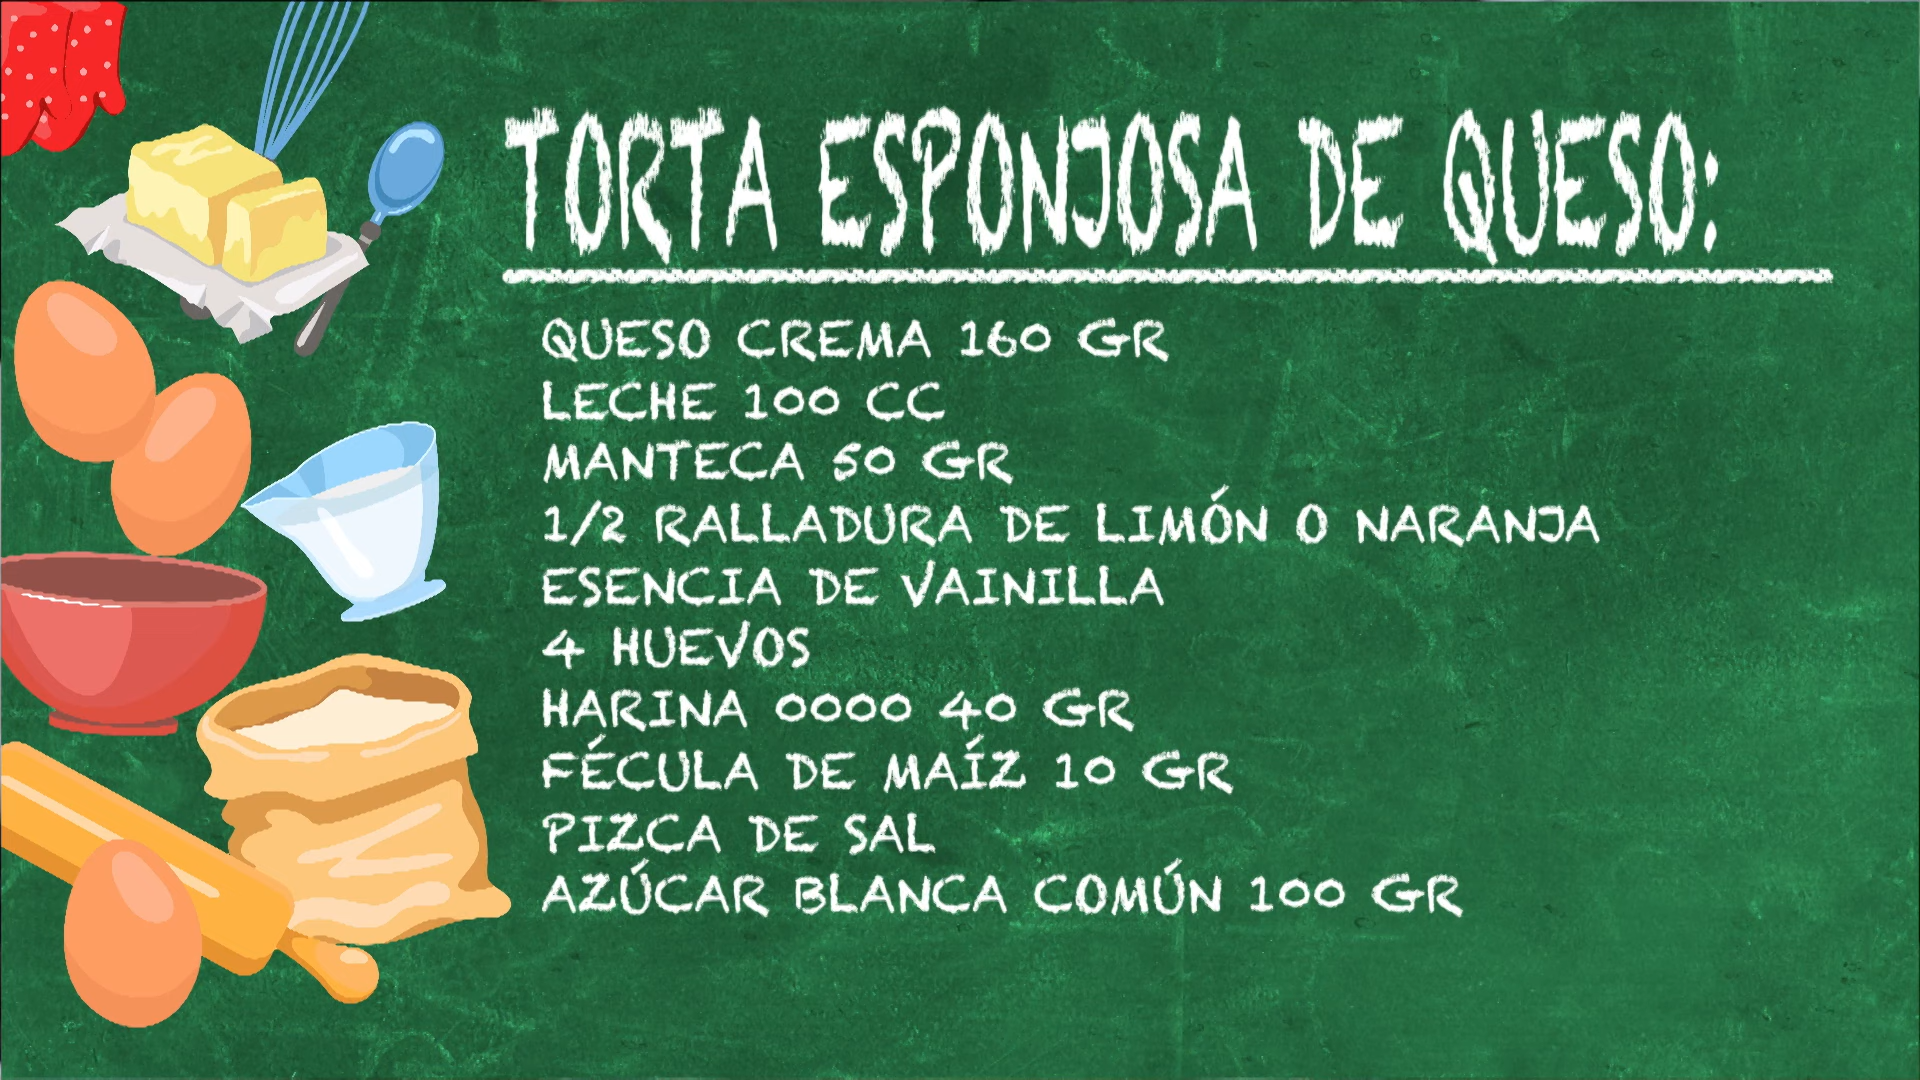 TORTA ESPONJOSA DE QUESO:
QUESO CREMA 160 GR
LECHE 100 CC
MANTECA 50 GR
1/2 RALLADURA DE LIMÓN O NARANJA
ESENCIA DE VAINILLA
4 HUEVOS
HARINA 0000 40 GR
FÉCULA DE MAÍZ 10 GR
PIZCA DE SAL
AZÚCAR BLANCA COMÚN 100 GR